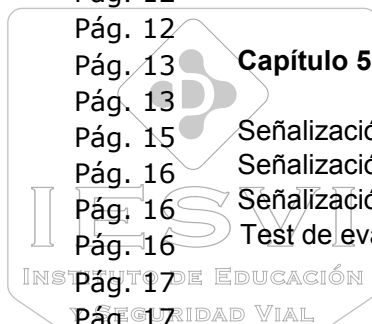 Pág. 12
Pág. 13
Pág. 13
Pág. 15
Pág. 16
Pág. 16
Pág. 16
Pág. 17
Pág. 17
Capítulo 5
Señalizació
Señalizació
Señalizació
Test de eva
IESVI
INSTITUTO DE EDUCACIÓN
Y SEGURIDAD VIAL